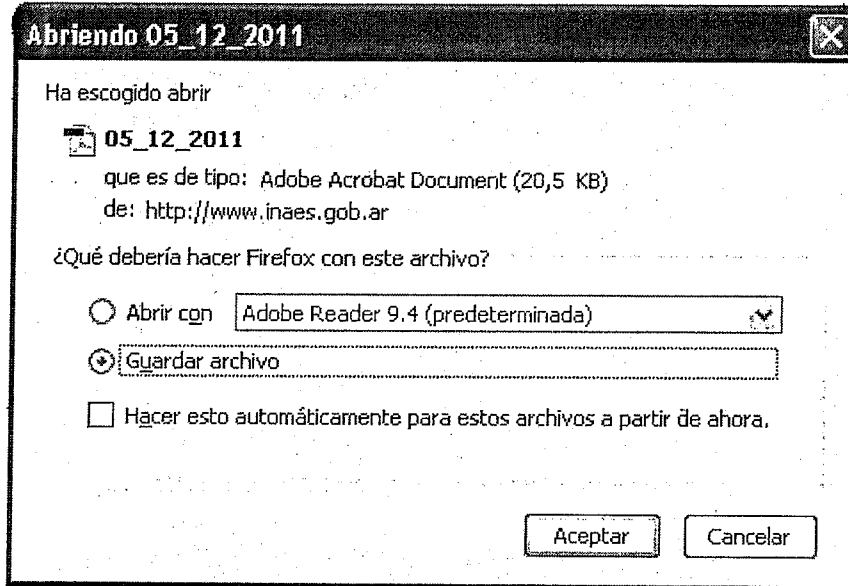 Abriendo 05_12_2011
Ha escogido abrir
05_12_2011
que es de tipo: Adobe Acrobat Document (20,5 KB)
de: http://www.inaes.gob.ar
¿Qué debería hacer Firefox con este archivo?
Abrir con Adobe Reader 9.4 (predeterminada)
Guardar archivo
Hacer esto automáticamente para estos archivos a partir de ahora.
Aceptar Cancelar